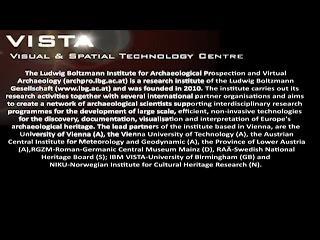 VISTA
Visual & Spatial Technology Centre
The Ludwig Boltzmann Institute for Archaeological Prospection and Virtual
Archaeology (archpro.lbg.ac.at) is a research institute of the Ludwig Boltzmann
Gesellschaft (www.lbg.ac.at) and was founded in 2010. The institute carries out its
research activities together with several international partner organisations and aims
to create a network of archaeological scientists supporting interdisciplinary research
programmes for the development of large scale, efficient, non-invasive technologies
for the discovery, documentation, visualisation and interpretation of Europe's
archaeological heritage. The lead partners of the institute based in Vienna, are the
University of Vienna (A), the Vienna University of Technology (A), the Austrian
Central Institute for Meteorology and Geodynamic (A), the Province of Lower Austria
(A),RGZM-Roman-Germanic Central Museum Mainz (D), RAÄ-Swedish National
Heritage Board (S); IBM VISTA-University of Birmingham (GB) and
NIKU-Norwegian Institute for Cultural Heritage Research (N).